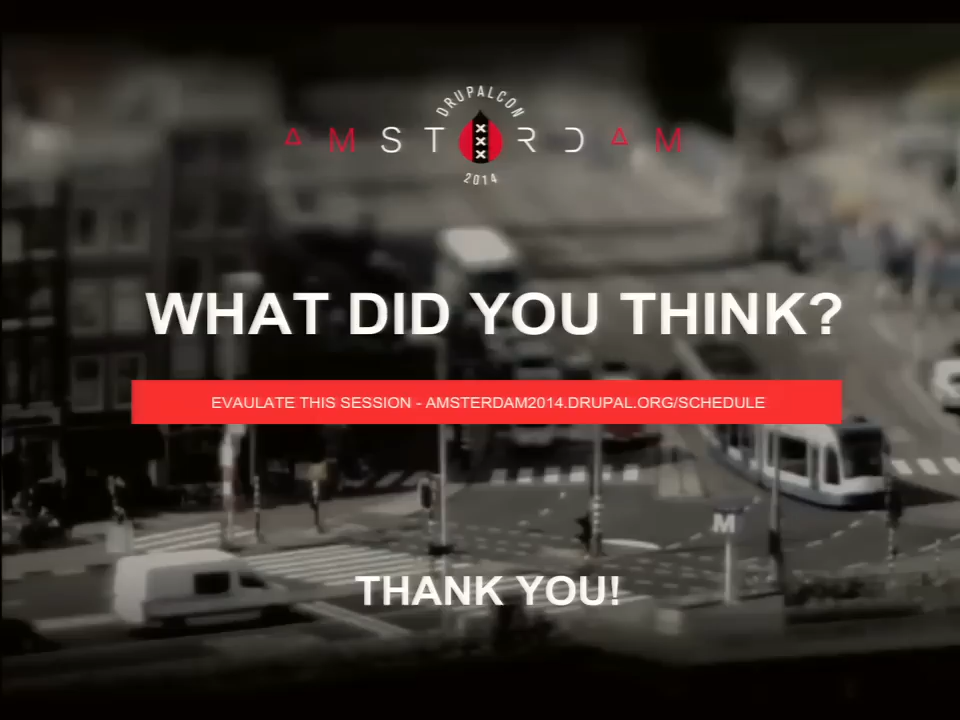 DRUPALCON
AMSTERDAM
2014
WHAT DID YOU THINK?
EVAULATE THIS SESSION - AMSTERDAM2014.DRUPAL.ORG/SCHEDULE
M
THANK YOU!